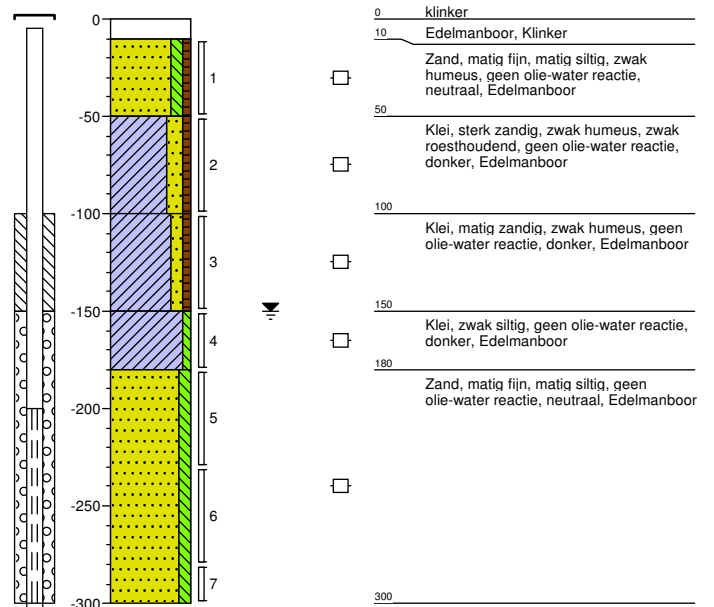 0
-50
-100
-150
-200
-250
-300
1
2
3
4
5
6
7
0 klinker
10 Edelmanboor, Klinker
Zand, matig fijn, matig siltig, zwak
humeus, geen olie-water reactie,
neutraal, Edelmanboor
50
Klei, sterk zandig, zwak humeus, zwak
roesthoudend, geen olie-water reactie,
donker, Edelmanboor
100
Klei, matig zandig, zwak humeus, geen
olie-water reactie, donker, Edelmanboor
150
Klei, zwak siltig, geen olie-water reactie,
donker, Edelmanboor
180
Zand, matig fijn, matig siltig, geen
olie-water reactie, neutraal, Edelmanboor
300